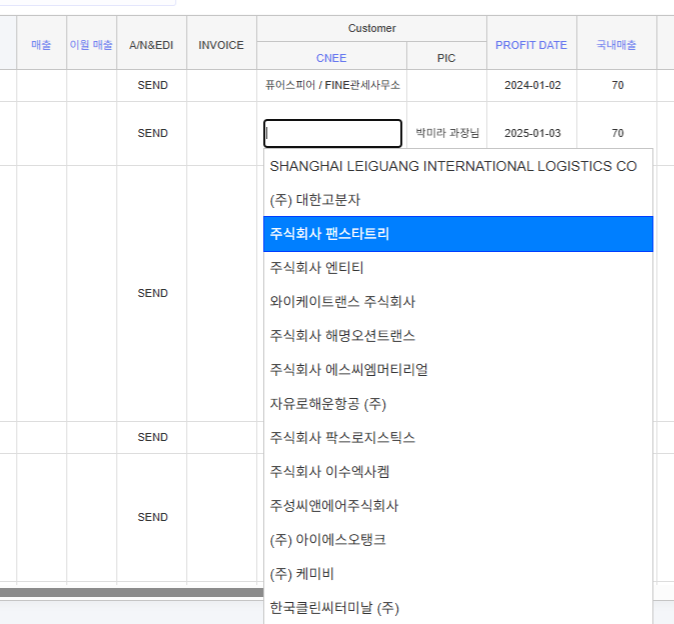 매출 이월 매출 A/N&EDI INVOICE Customer PROFIT DATE 국내매출
CNEE PIC
SEND 퓨어스피어 / FINE관세사무소 2024-01-02 70
SEND 박미라 과장님 2025-01-03 70
SHANGHAI LEIGUANG INTERNATIONAL LOGISTICS CO
(주) 대한고분자
주식회사 팬스타트리
주식회사 엔티티
와이케이트랜스 주식회사
SEND
주식회사 해명오션트랜스
주식회사 에스씨엠머티리얼
자유로해운항공 (주)
SEND
주식회사 팍스로지스틱스
주식회사 이수엑사켐
주성씨앤에어주식회사
SEND
(주) 아이에스오탱크
(주) 케미비
한국클린씨터미날 (주)